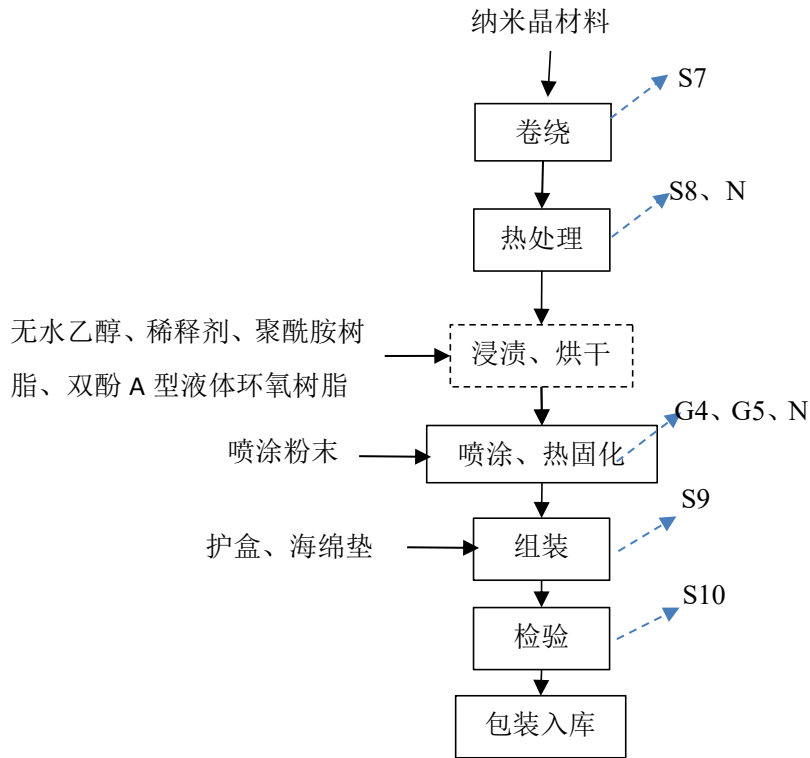 纳米晶材料
S7
卷绕
S8、N
热处理
无水乙醇、稀释剂、聚酰胺树
脂、双酚 A 型液体环氧树脂
浸渍、烘干
G4、G5、N
喷涂粉末
喷涂、热固化
S9
护盒、海绵垫
组装
S10
检验
包装入库